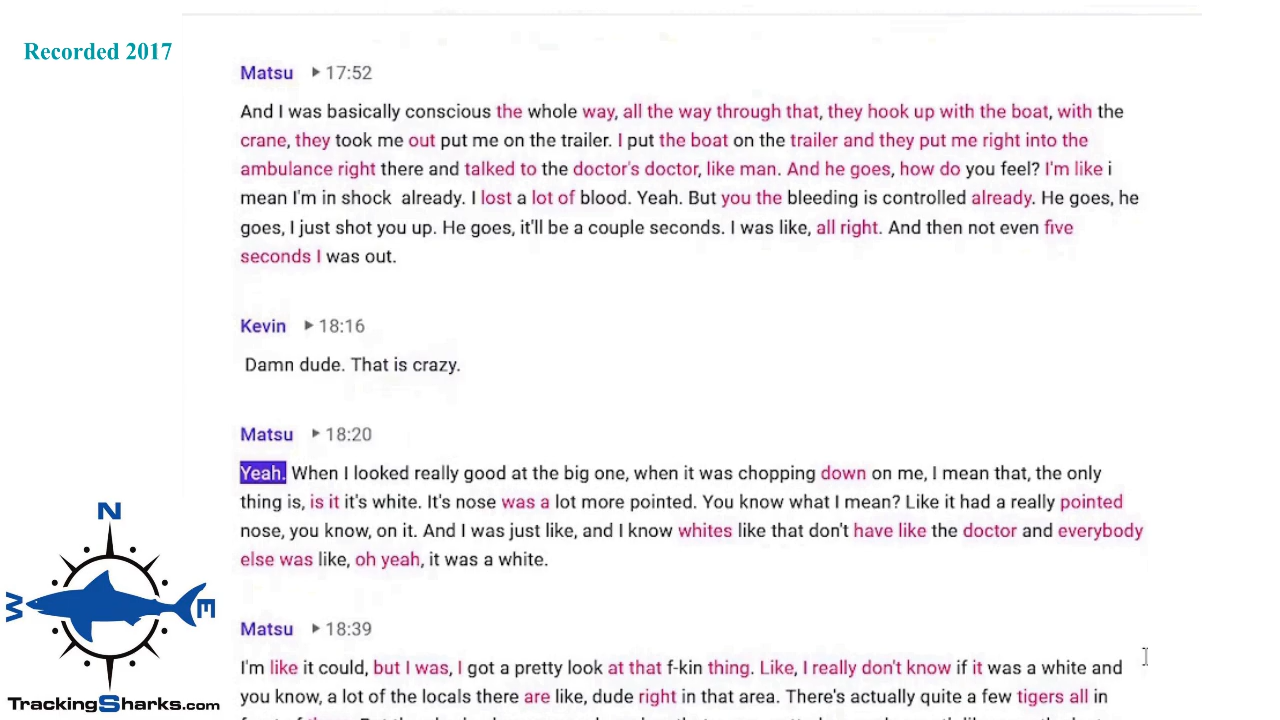 Recorded 2017
Matsu 17:52
And I was basically conscious the whole way, all the way through that, they hook up with the boat, with the
crane, they took me out put me on the trailer. I put the boat on the trailer and they put me right into the
ambulance right there and talked to the doctor's doctor, like man. And he goes, how do you feel? I'm like i
mean I'm in shock already. I lost a lot of blood. Yeah. But you the bleeding is controlled already. He goes, he
goes, I just shot you up. He goes, it'll be a couple seconds. I was like, all right. And then not even five
seconds I was out.
Kevin 18:16
Damn dude. That is crazy.
Matsu 18:20
Yeah. When I looked really good at the big one, when it was chopping down on me, I mean that, the only
thing is, is it it's white. It's nose was a lot more pointed. You know what I mean? Like it had a really pointed
nose, you know, on it. And I was just like, and I know whites like that don't have like the doctor and everybody
else was like, oh yeah, it was a white.
Matsu 18:39
I'm like it could, but I was, I got a pretty look at that f-kin thing. Like, I really don't know if it was a white and
you know, a lot of the locals there are like, dude right in that area. There's actually quite a few tigers all in
N
W
E
TrackingSharks.com